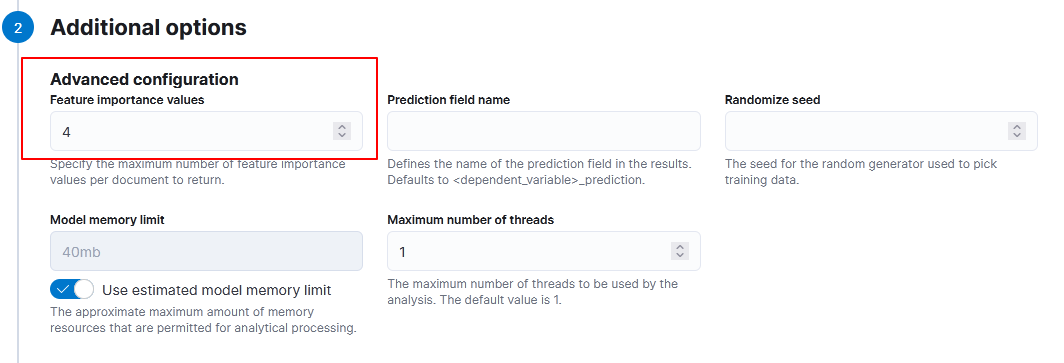 2
Additional options
Advanced configuration
Feature importance values
4
Specify the maximum number of feature importance
values per document to return.
Prediction field name
Defines the name of the prediction field in the results.
Defaults to <dependent_variable>_prediction.
Randomize seed
The seed for the random generator used to pick
training data.
Model memory limit
40mb
Use estimated model memory limit
The approximate maximum amount of memory
resources that are permitted for analytical processing.
Maximum number of threads
1
The maximum number of threads to be used by the
analysis. The default value is 1.